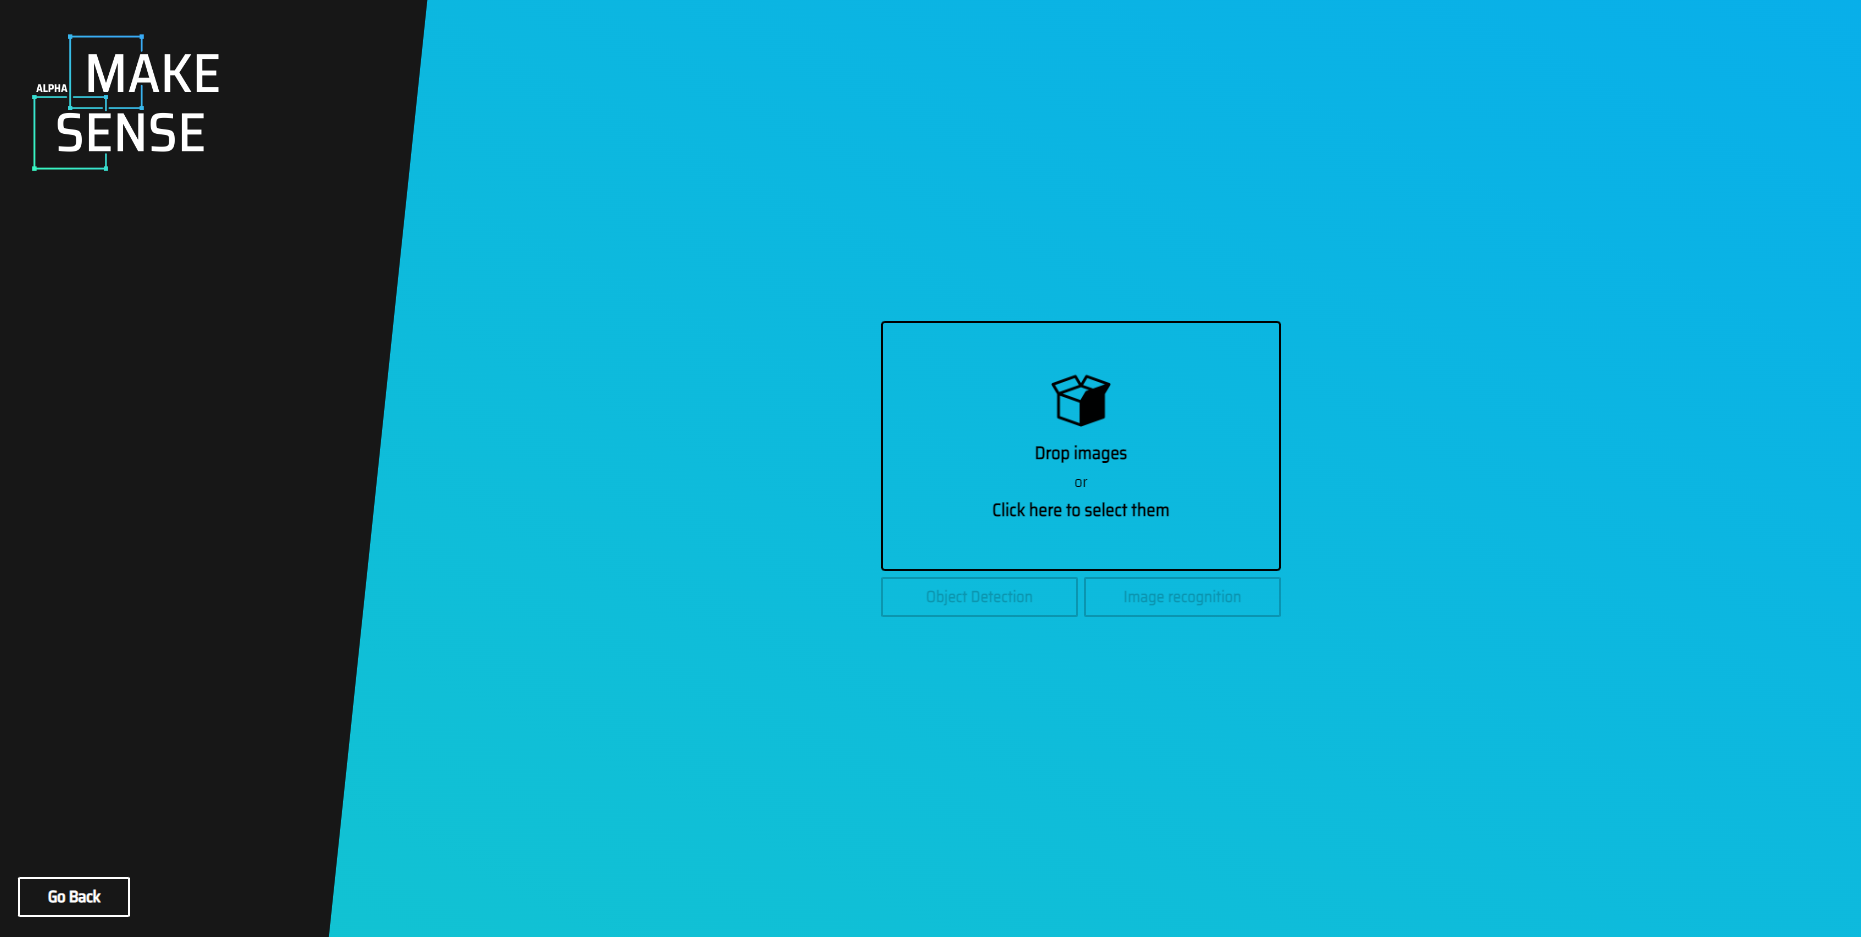 MAKE
ALPHA
SENSE
Drop images
or
Click here to select them
Object Detection
Image recognition
Go Back